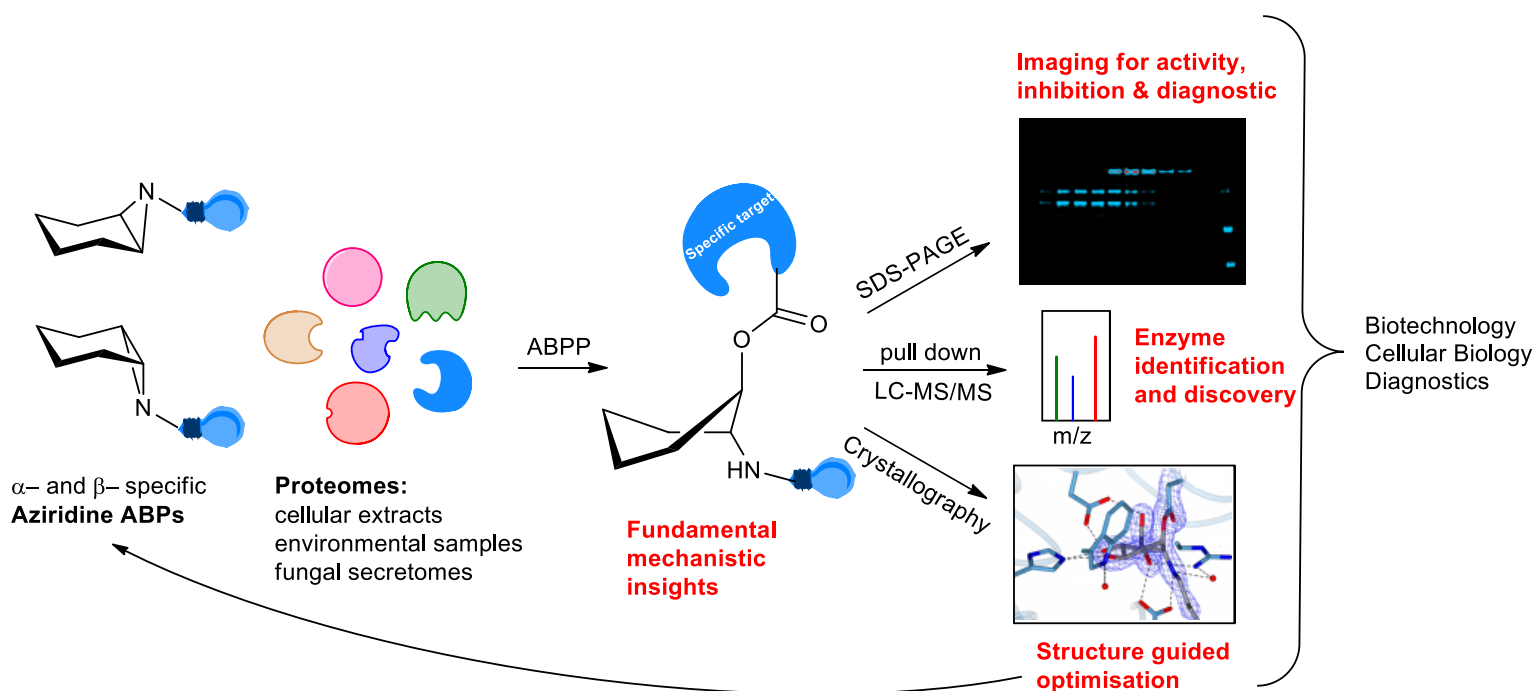 N
N
α– and β– specific
Aziridine ABPs
Proteomes:
cellular extracts
environmental samples
fungal secretomes
ABPP
Specific target
O
O
HN
Fundamental
mechanistic
insights
SDS-PAGE
pull down
LC-MS/MS
Crystallography
Imaging for activity,
inhibition & diagnostic
Enzyme
identification
and discovery
m/z
Structure guided
optimisation
Biotechnology
Cellular Biology
Diagnostics